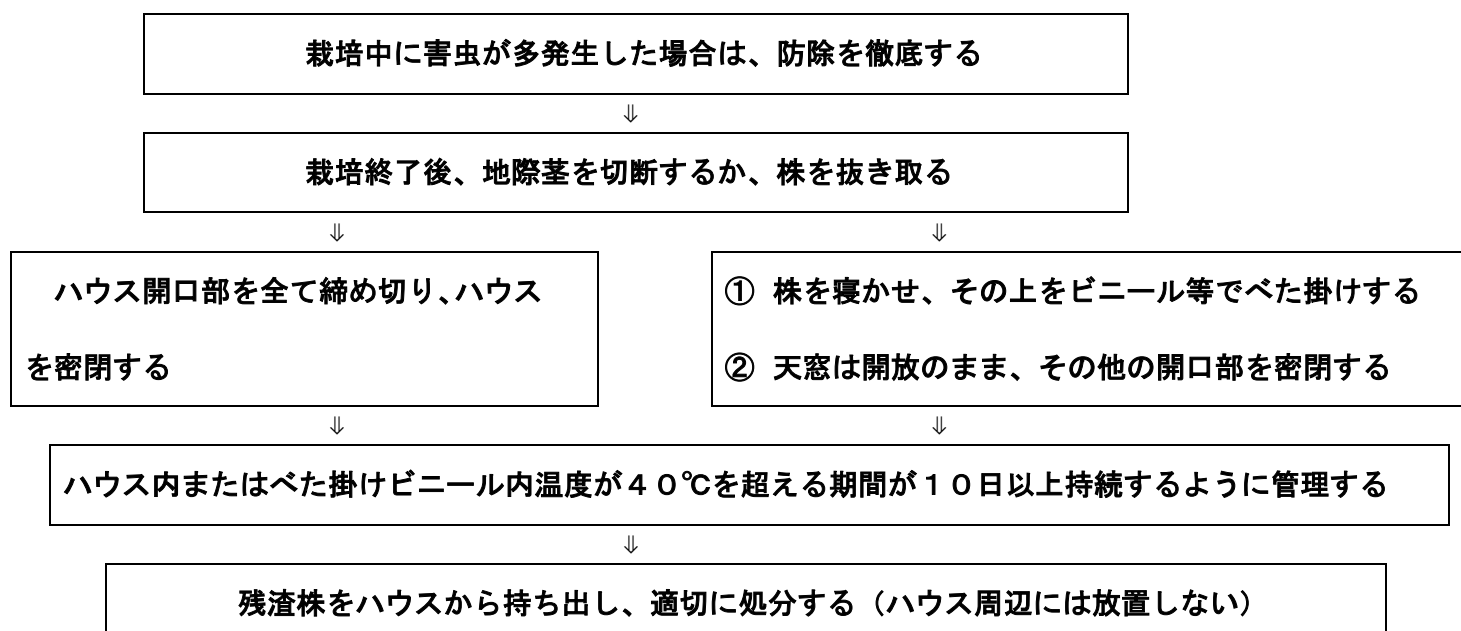 栽培中に害虫が多発生した場合は、防除を徹底する
⇓
栽培終了後、地際茎を切断するか、株を抜き取る
⇓ ⇓
ハウス開口部を全て締め切り、ハウス
を密閉する
① 株を寝かせ、その上をビニール等でべた掛けする
② 天窓は開放のまま、その他の開口部を密閉する
⇓ ⇓
ハウス内またはべた掛けビニール内温度が４０℃を超える期間が１０日以上持続するように管理する
⇓
残渣株をハウスから持ち出し、適切に処分する（ハウス周辺には放置しない）